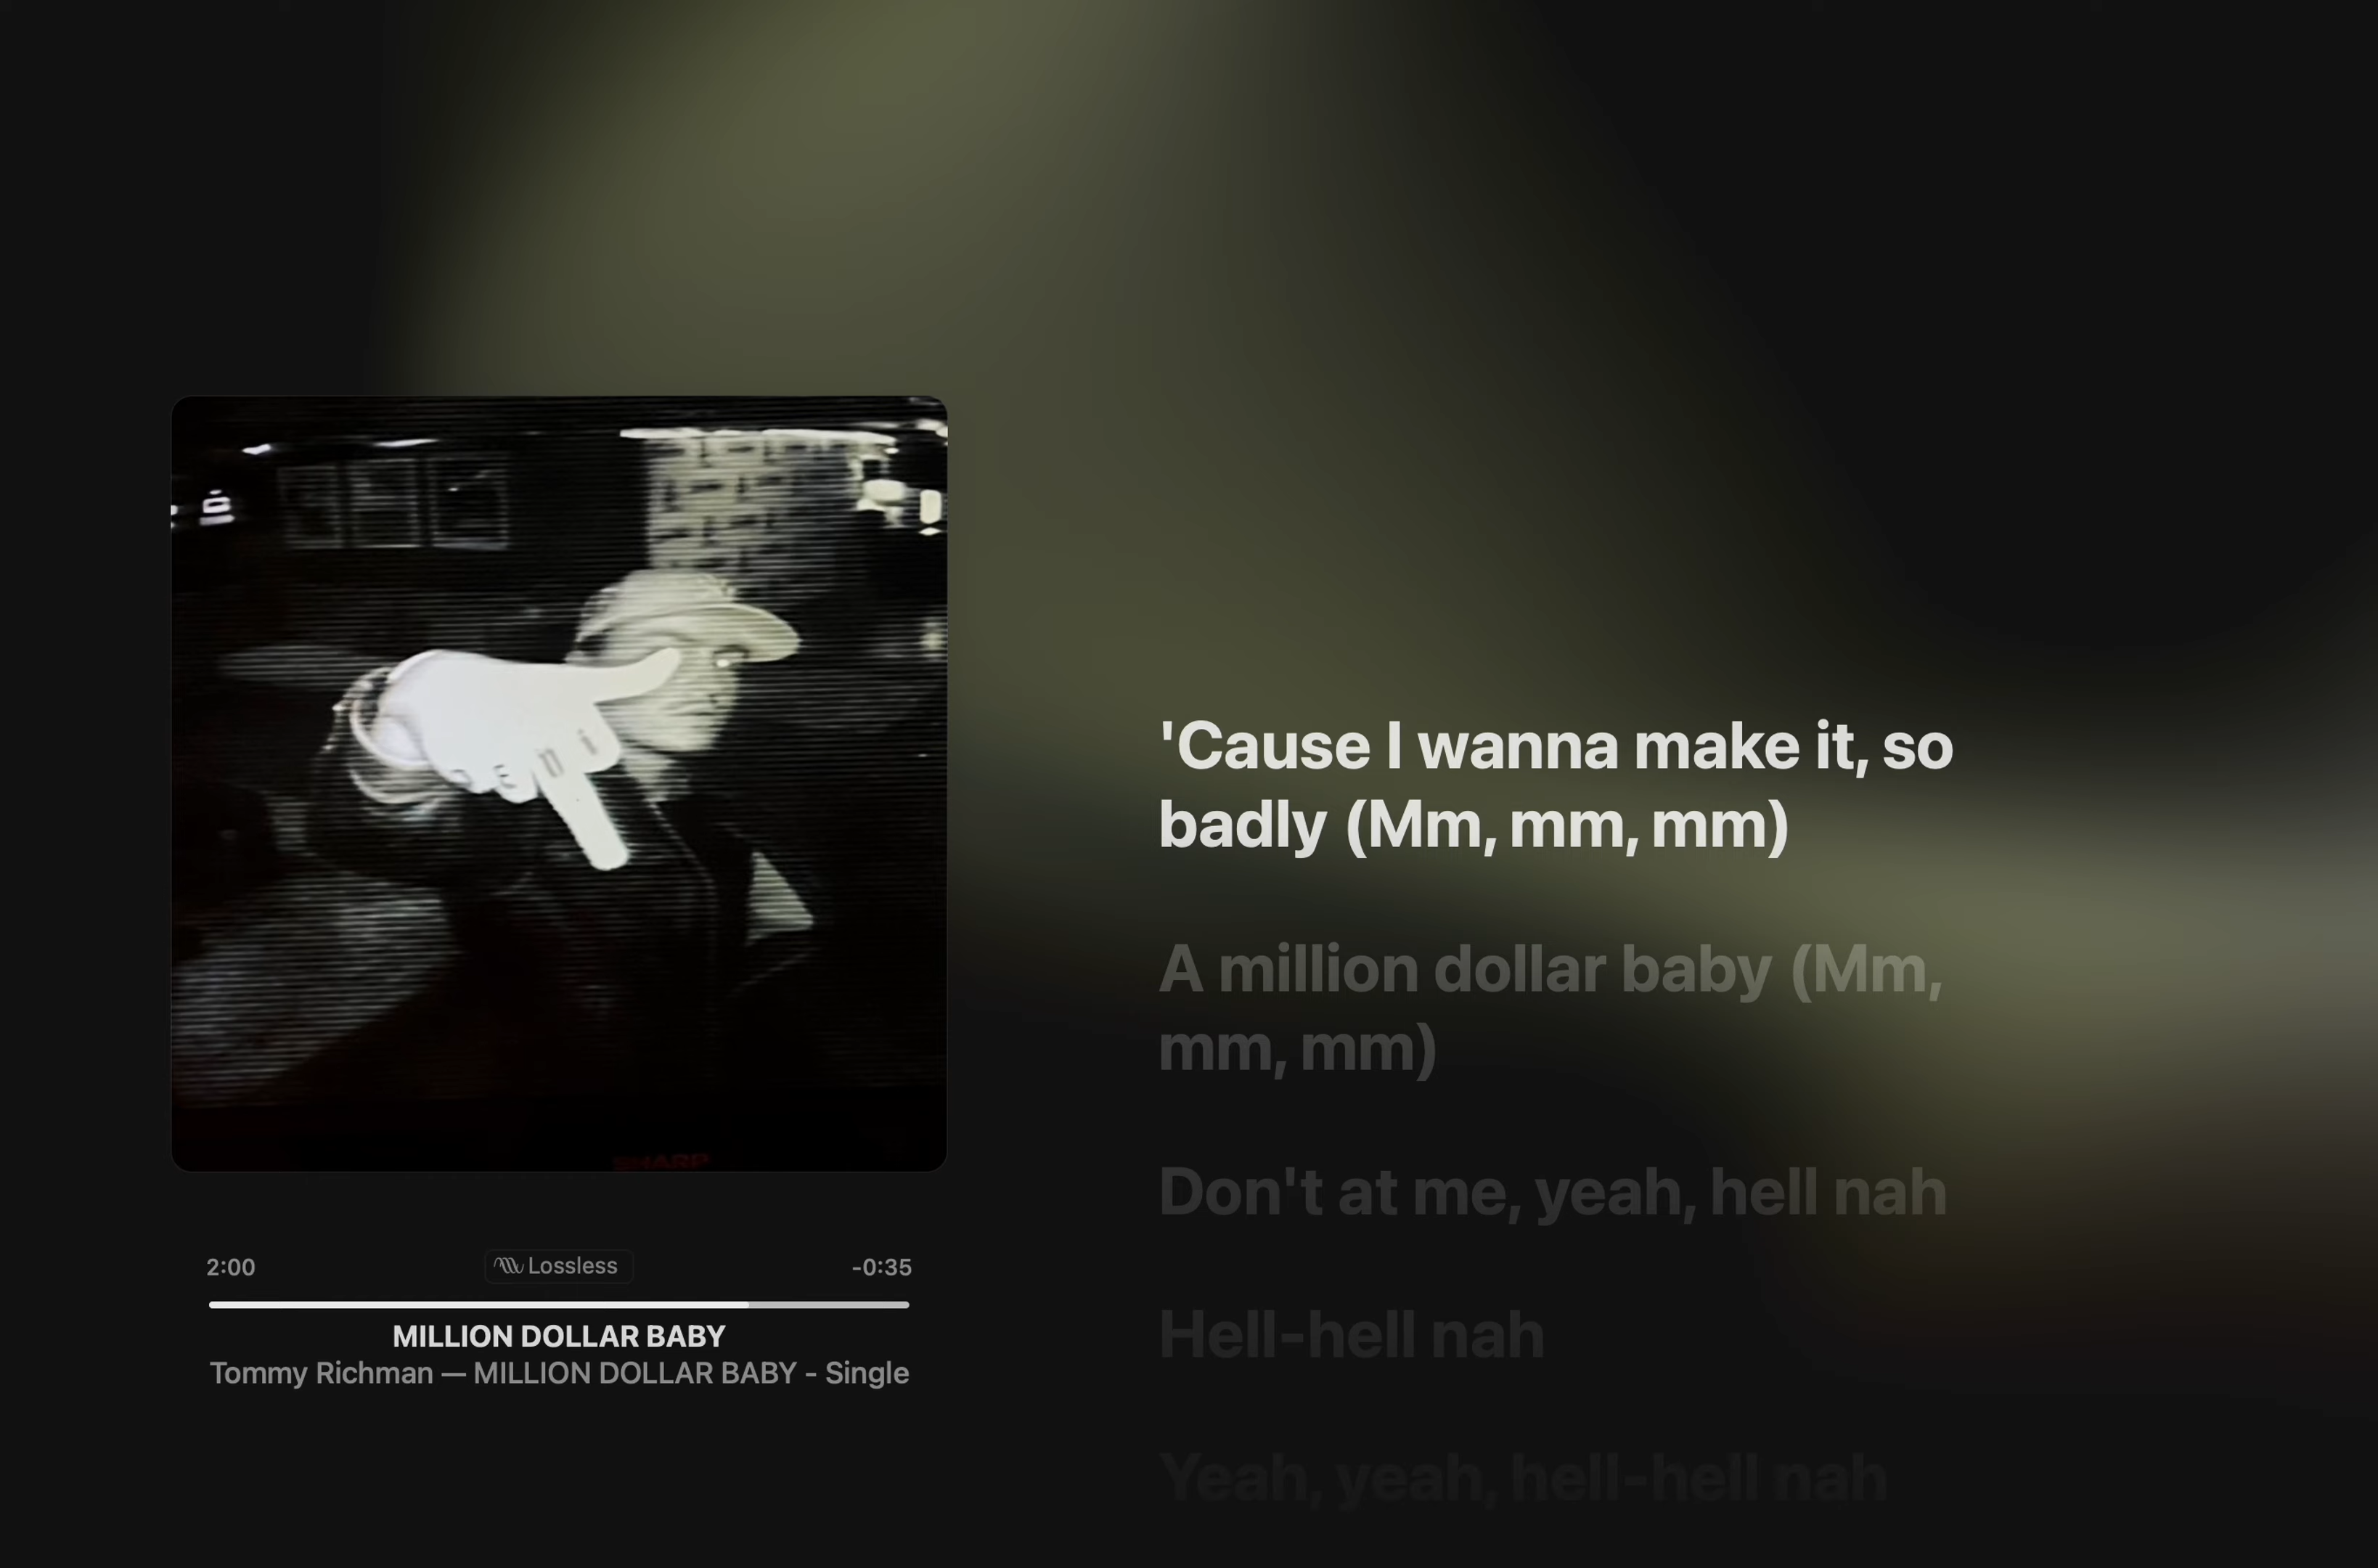 SHARP
2:00
Lossless
-0:35
MILLION DOLLAR BABY
Tommy Richman — MILLION DOLLAR BABY - Single
'Cause I wanna make it, so
badly (Mm, mm, mm)
A million dollar baby (Mm,
mm, mm)
Don't at me, yeah, hell nah
Hell-hell nah
Yeah, yeah, hell-hell nah